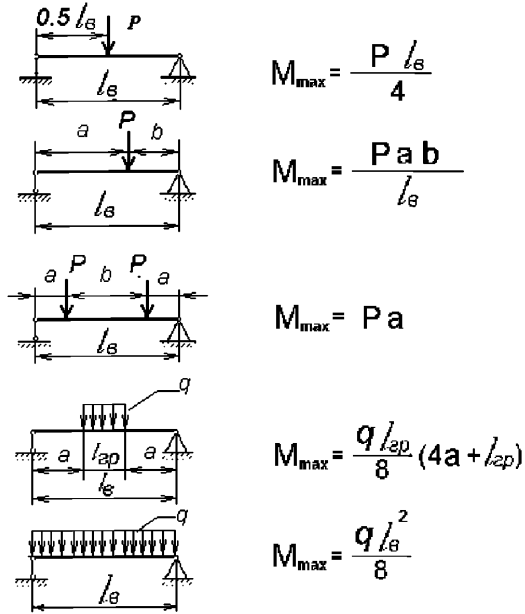 0.5 lв P
lв
Mmax = P lв / 4
a P b
lв
Mmax = P a b / lв
a P b P a
lв
Mmax = P a
q
a lгр a
lв
Mmax = q lгр / 8 (4a + lгр)
q
lв
Mmax = q lв² / 8